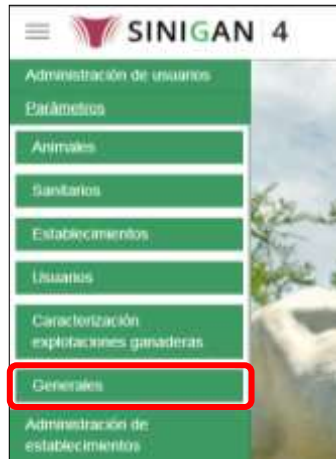 SINIGAN 4
Administración de usuarios
Parámetros
Animales
Sanitarios
Establecimientos
Usuarios
Caracterización
explotaciones ganaderas
Generales
Administración de
establecimientos